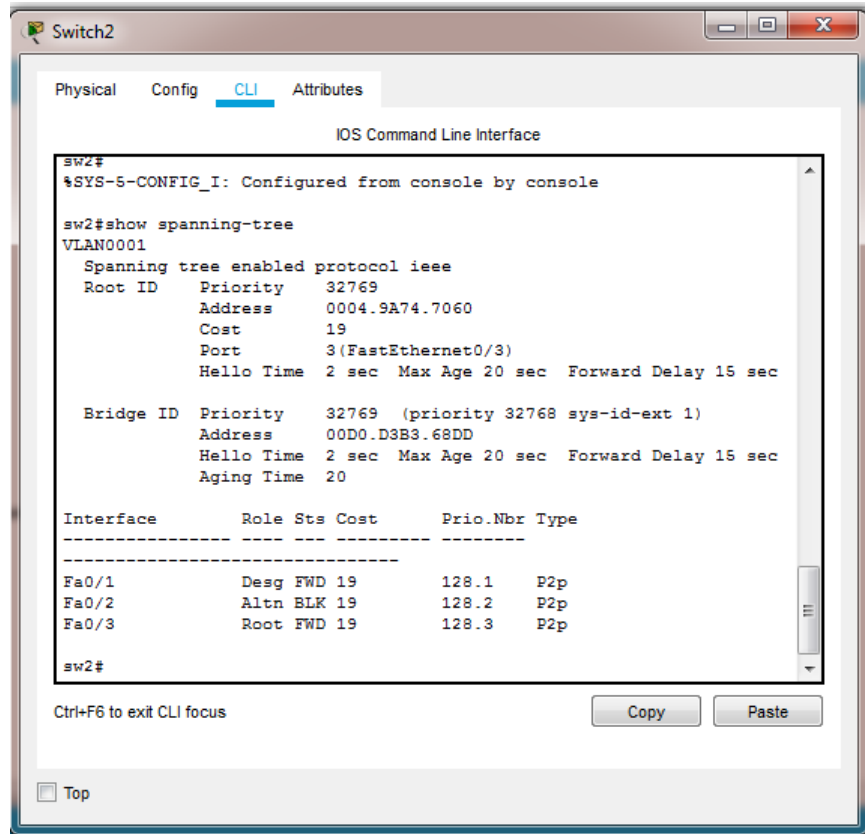 Switch2
Physical Config CLI Attributes
IOS Command Line Interface
sw2#
%SYS-5-CONFIG_I: Configured from console by console
sw2#show spanning-tree
VLAN0001
  Spanning tree enabled protocol ieee
  Root ID    Priority    32769
             Address     0004.9A74.7060
             Cost        19
             Port        3(FastEthernet0/3)
             Hello Time  2 sec  Max Age 20 sec  Forward Delay 15 sec
  Bridge ID  Priority    32769  (priority 32768 sys-id-ext 1)
             Address     00D0.D3B3.68DD
             Hello Time  2 sec  Max Age 20 sec  Forward Delay 15 sec
             Aging Time  20
Interface        Role Sts Cost      Prio.Nbr Type
---------------- ---- --- --------- --------
--------------------------------
Fa0/1            Desg FWD 19        128.1    P2p
Fa0/2            Altn BLK 19        128.2    P2p
Fa0/3            Root FWD 19        128.3    P2p
sw2#
Ctrl+F6 to exit CLI focus Copy Paste
Top